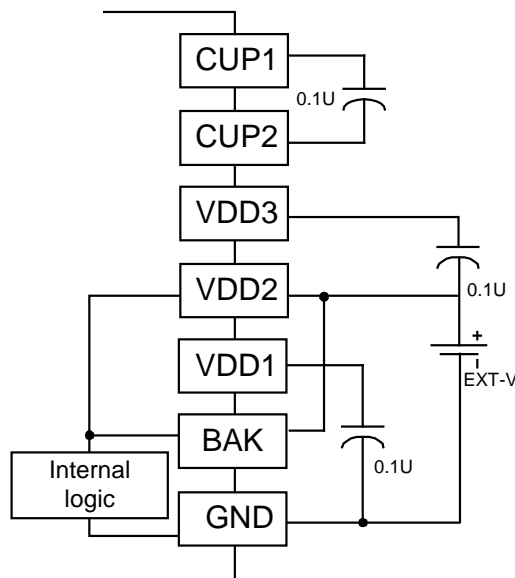 CUP1
0.1U
CUP2
VDD3
0.1U
VDD2
+
VDD1
EXT-V
BAK
0.1U
Internal
logic
GND